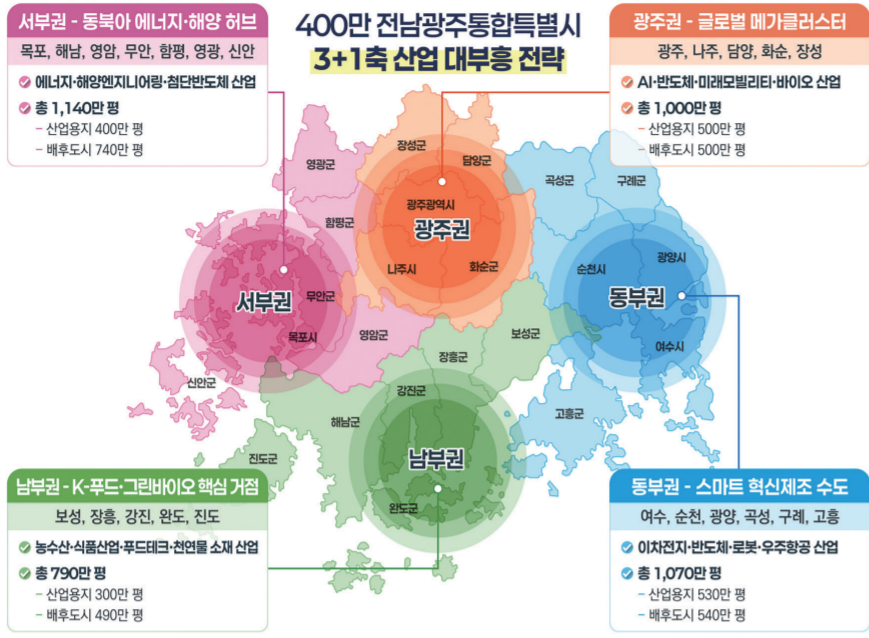 400만 전남광주통합특별시
3+1축 산업 대부흥 전략
서부권 - 동북아 에너지·해양 허브
목포, 해남, 영암, 무안, 함평, 영광, 신안
에너지·해양엔지니어링·첨단반도체 산업
총 1,140만 평
- 산업용지 400만 평
- 배후도시 740만 평
광주권 - 글로벌 메가클러스터
광주, 나주, 담양, 화순, 장성
AI·반도체·미래모빌리티·바이오 산업
총 1,000만 평
- 산업용지 500만 평
- 배후도시 500만 평
장성군
담양군
영광군
곡성군
구례군
광주광역시
함평군
광주권
나주시
화순군
순천시
광양시
서부권
무안군
동부권
목포시
영암군
보성군
여수시
장흥군
신안군
강진군
해남군
고흥군
진도군
남부권
완도군
남부권 - K-푸드·그린바이오 핵심 거점
보성, 장흥, 강진, 완도, 진도
농수산·식품산업·푸드테크·천연물 소재 산업
총 790만 평
- 산업용지 300만 평
- 배후도시 490만 평
동부권 - 스마트 혁신제조 수도
여수, 순천, 광양, 곡성, 구례, 고흥
이차전지·반도체·로봇·우주항공 산업
총 1,070만 평
- 산업용지 530만 평
- 배후도시 540만 평